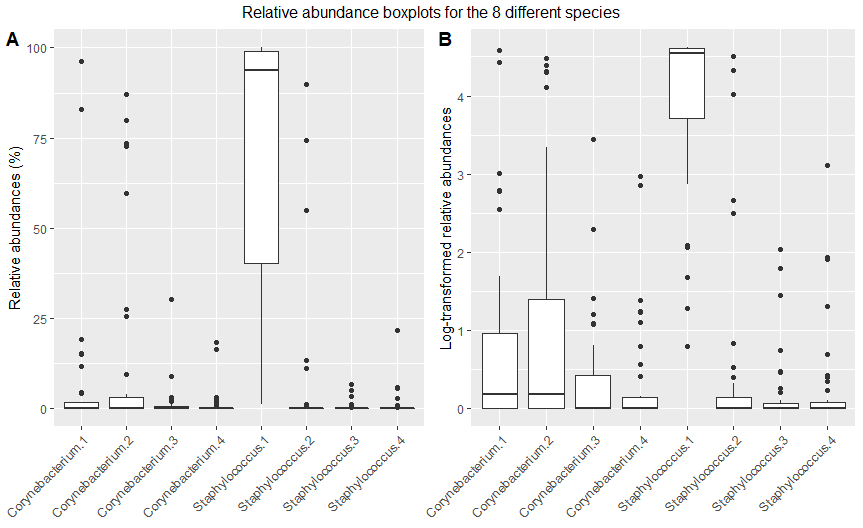 Relative abundance boxplots for the 8 different species
A
Relative abundances (%)
100
75
50
25
0
Corynebacterium.1
Corynebacterium.2
Corynebacterium.3
Corynebacterium.4
Staphylococcus.1
Staphylococcus.2
Staphylococcus.3
Staphylococcus.4
B
Log-transformed relative abundances
4
3
2
1
0
Corynebacterium.1
Corynebacterium.2
Corynebacterium.3
Corynebacterium.4
Staphylococcus.1
Staphylococcus.2
Staphylococcus.3
Staphylococcus.4